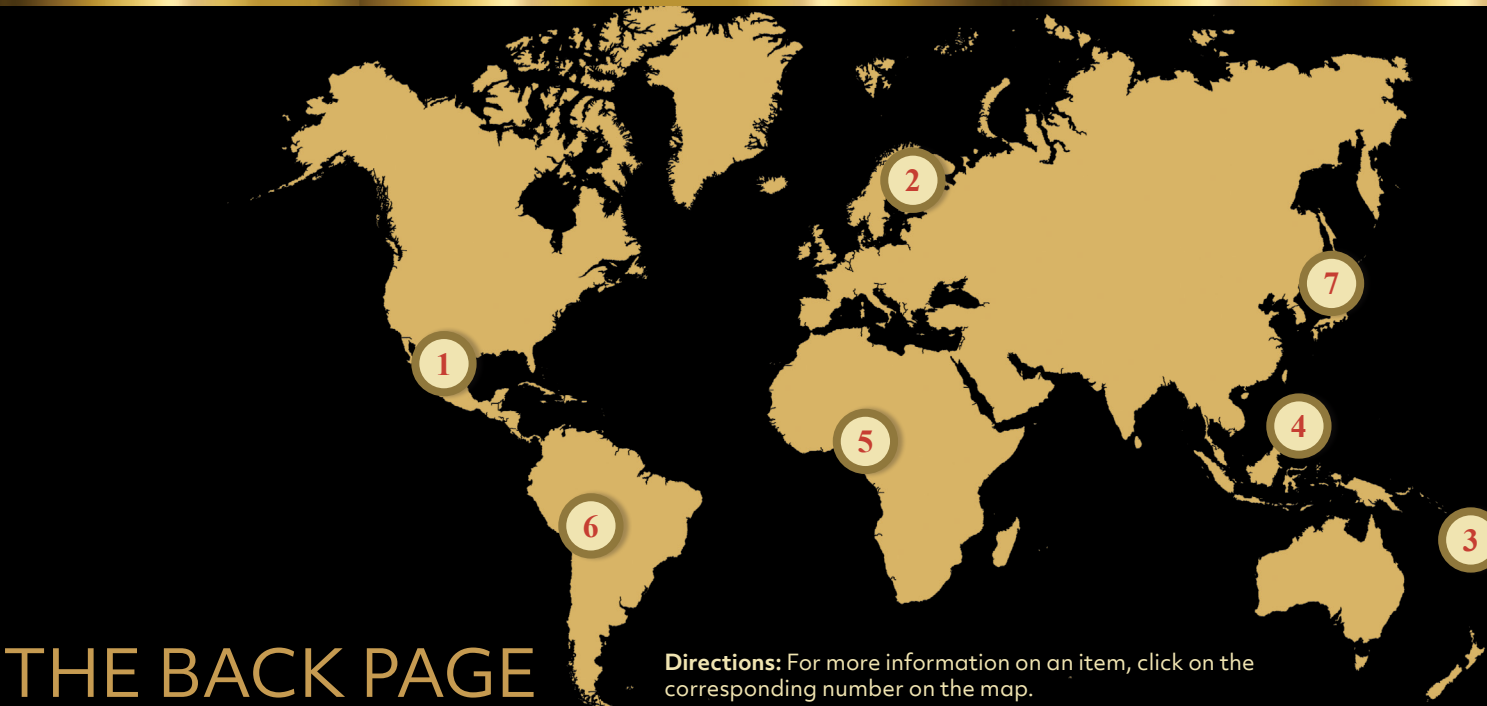 2
7
1
4
5
6
3
THE BACK PAGE
Directions: For more information on an item, click on the
corresponding number on the map.